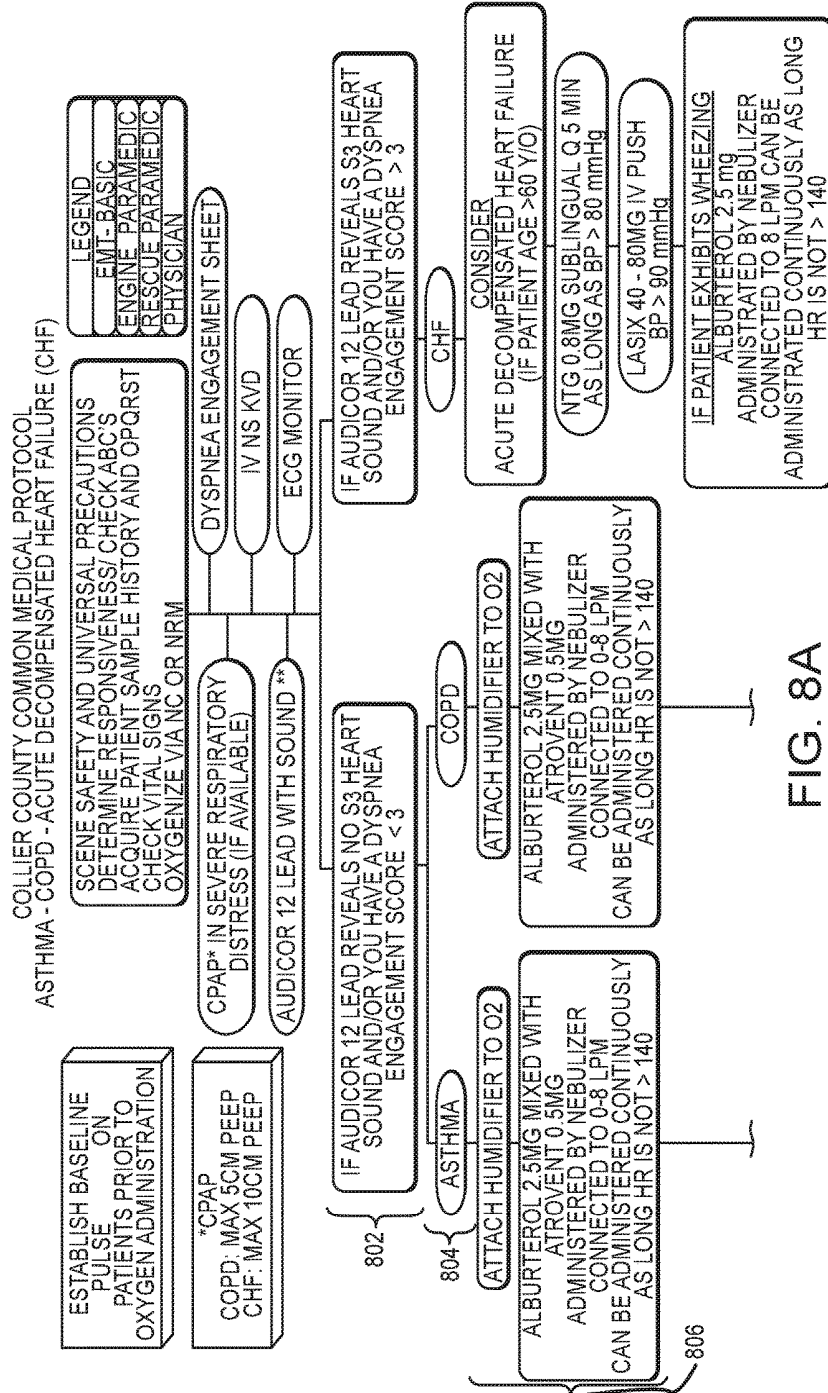 COLLIER COUNTY COMMON MEDICAL PROTOCOL
ASTHMA - COPD - ACUTE DECOMPENSATED HEART FAILURE (CHF)
ESTABLISH BASELINE
PULSE
ON
PATIENTS PRIOR TO
OXYGEN ADMINISTRATION
SCENE SAFETY AND UNIVERSAL PRECAUTIONS
DETERMINE RESPONSIVENESS/ CHECK ABC'S
ACQUIRE PATIENT SAMPLE HISTORY AND OPQRST
CHECK VITAL SIGNS
OXYGENIZE VIA NC OR NRM
LEGEND
EMT- BASIC
ENGINE PARAMEDIC
RESCUE PARAMEDIC
PHYSICIAN
*CPAP
COPD: MAX 5CM PEEP
CHF: MAX 10CM PEEP
CPAP* IN SEVERE RESPIRATORY
DISTRESS (IF AVAILABLE)
AUDICOR 12 LEAD WITH SOUND **
DYSPNEA ENGAGEMENT SHEET
IV NS KVD
ECG MONITOR
802
IF AUDICOR 12 LEAD REVEALS NO S3 HEART
SOUND AND/OR YOU HAVE A DYSPNEA
ENGAGEMENT SCORE < 3
IF AUDICOR 12 LEAD REVEALS S3 HEART
SOUND AND/OR YOU HAVE A DYSPNEA
ENGAGEMENT SCORE > 3
804
ASTHMA
COPD
CHF
806
ATTACH HUMIDIFIER TO O2
ALBURTEROL 2.5MG MIXED WITH
ATROVENT 0.5MG
ADMINISTERED BY NEBULIZER
CONNECTED TO 0-8 LPM
CAN BE ADMINISTERED CONTINUOUSLY
AS LONG HR IS NOT > 140
ATTACH HUMIDIFIER TO O2
ALBURTEROL 2.5MG MIXED WITH
ATROVENT 0.5MG
ADMINISTERED BY NEBULIZER
CONNECTED TO 0-8 LPM
CAN BE ADMINISTERED CONTINUOUSLY
AS LONG HR IS NOT > 140
CONSIDER
ACUTE DECOMPENSATED HEART FAILURE
(IF PATIENT AGE >60 Y/O)
NTG 0.8MG SUBLINGUAL Q 5 MIN
AS LONG AS BP > 80 mmHg
LASIX 40 - 80MG IV PUSH
BP > 90 mmHg
IF PATIENT EXHIBITS WHEEZING
ALBURTEROL 2.5 mg
ADMINISTRATED BY NEBULIZER
CONNECTED TO 8 LPM CAN BE
ADMINISTRATED CONTINUOUSLY AS LONG
HR IS NOT > 140
FIG. 8A